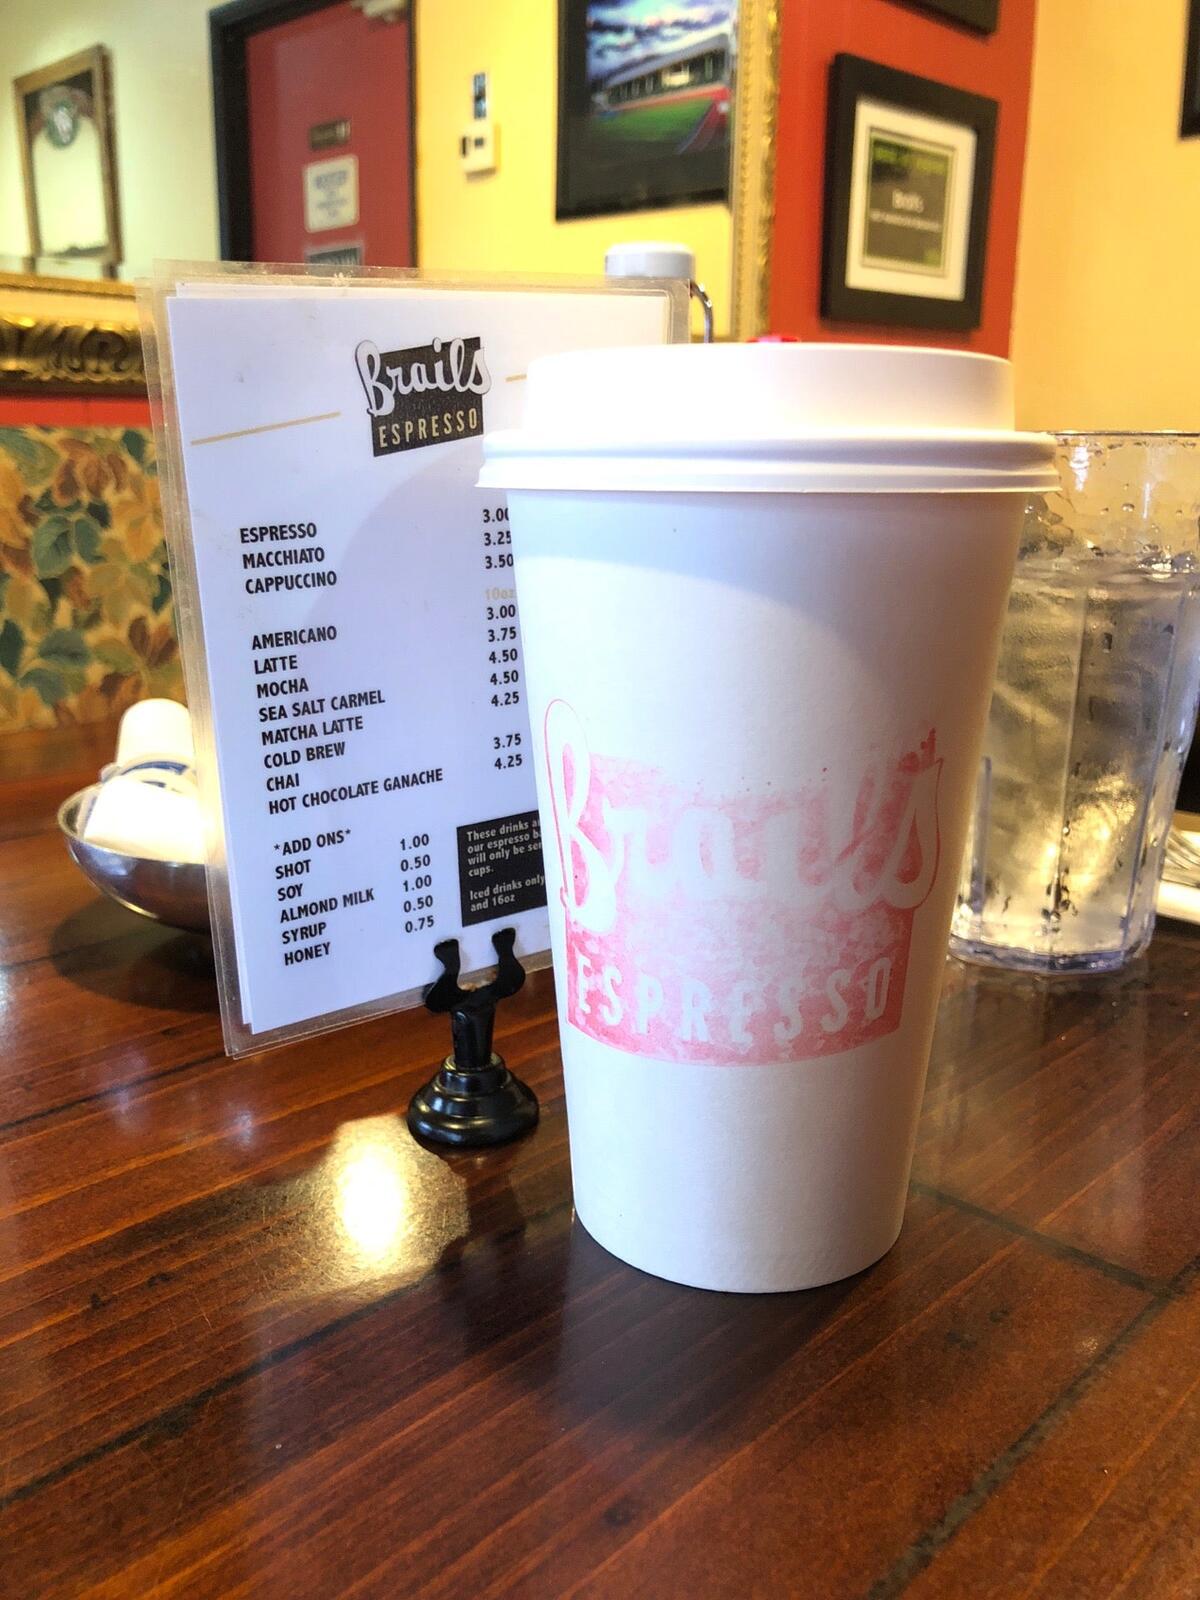 Brails
ESPRESSO
ESPRESSO 3.00
MACCHIATO 3.25
CAPPUCCINO 3.50
10oz
AMERICANO 3.00
LATTE 3.75
MOCHA 4.50
SEA SALT CARMEL 4.50
MATCHA LATTE 4.25
COLD BREW
CHAI 3.75
HOT CHOCOLATE GANACHE 4.25
*ADD ONS*
SHOT 1.00
SOY 0.50
ALMOND MILK 1.00
SYRUP 0.50
HONEY 0.75
These drinks
our espresso
will only be
cups.
Iced drinks only
and 16oz
Brails
ESPRESSO